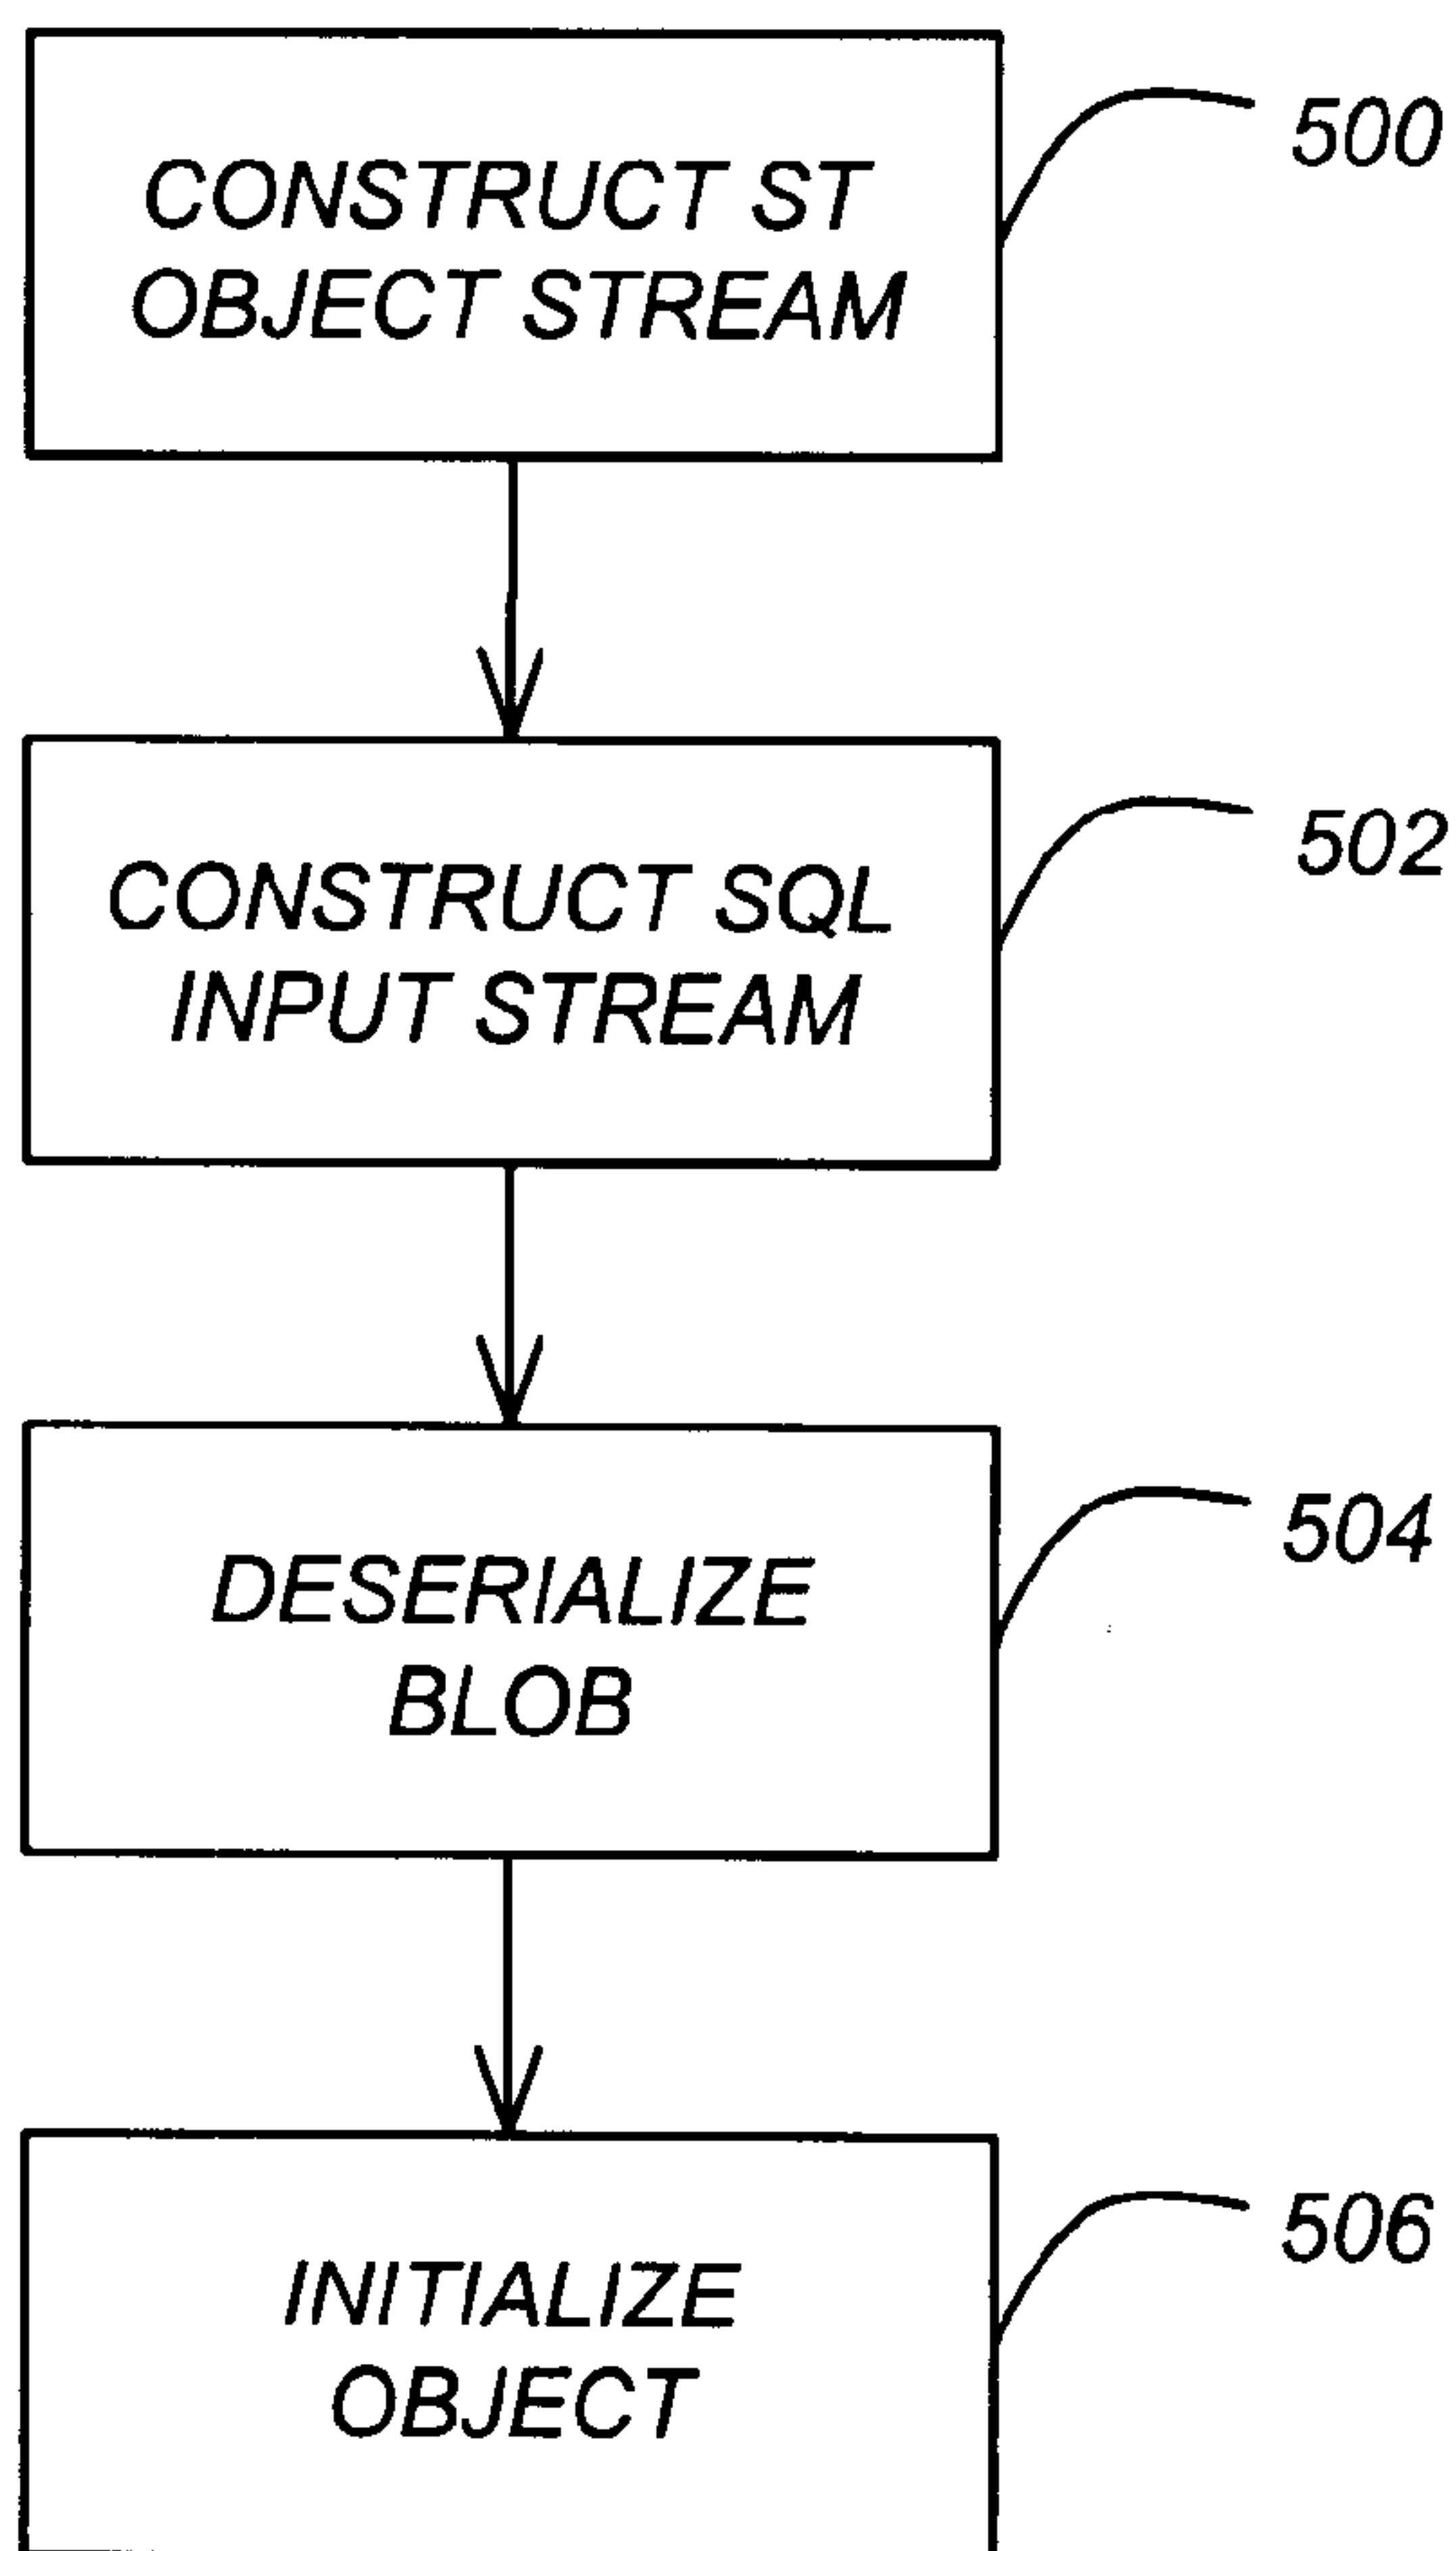 CONSTRUCT ST
OBJECT STREAM
500
CONSTRUCT SQL
INPUT STREAM
502
DESERIALIZE
BLOB
504
INITIALIZE
OBJECT
506